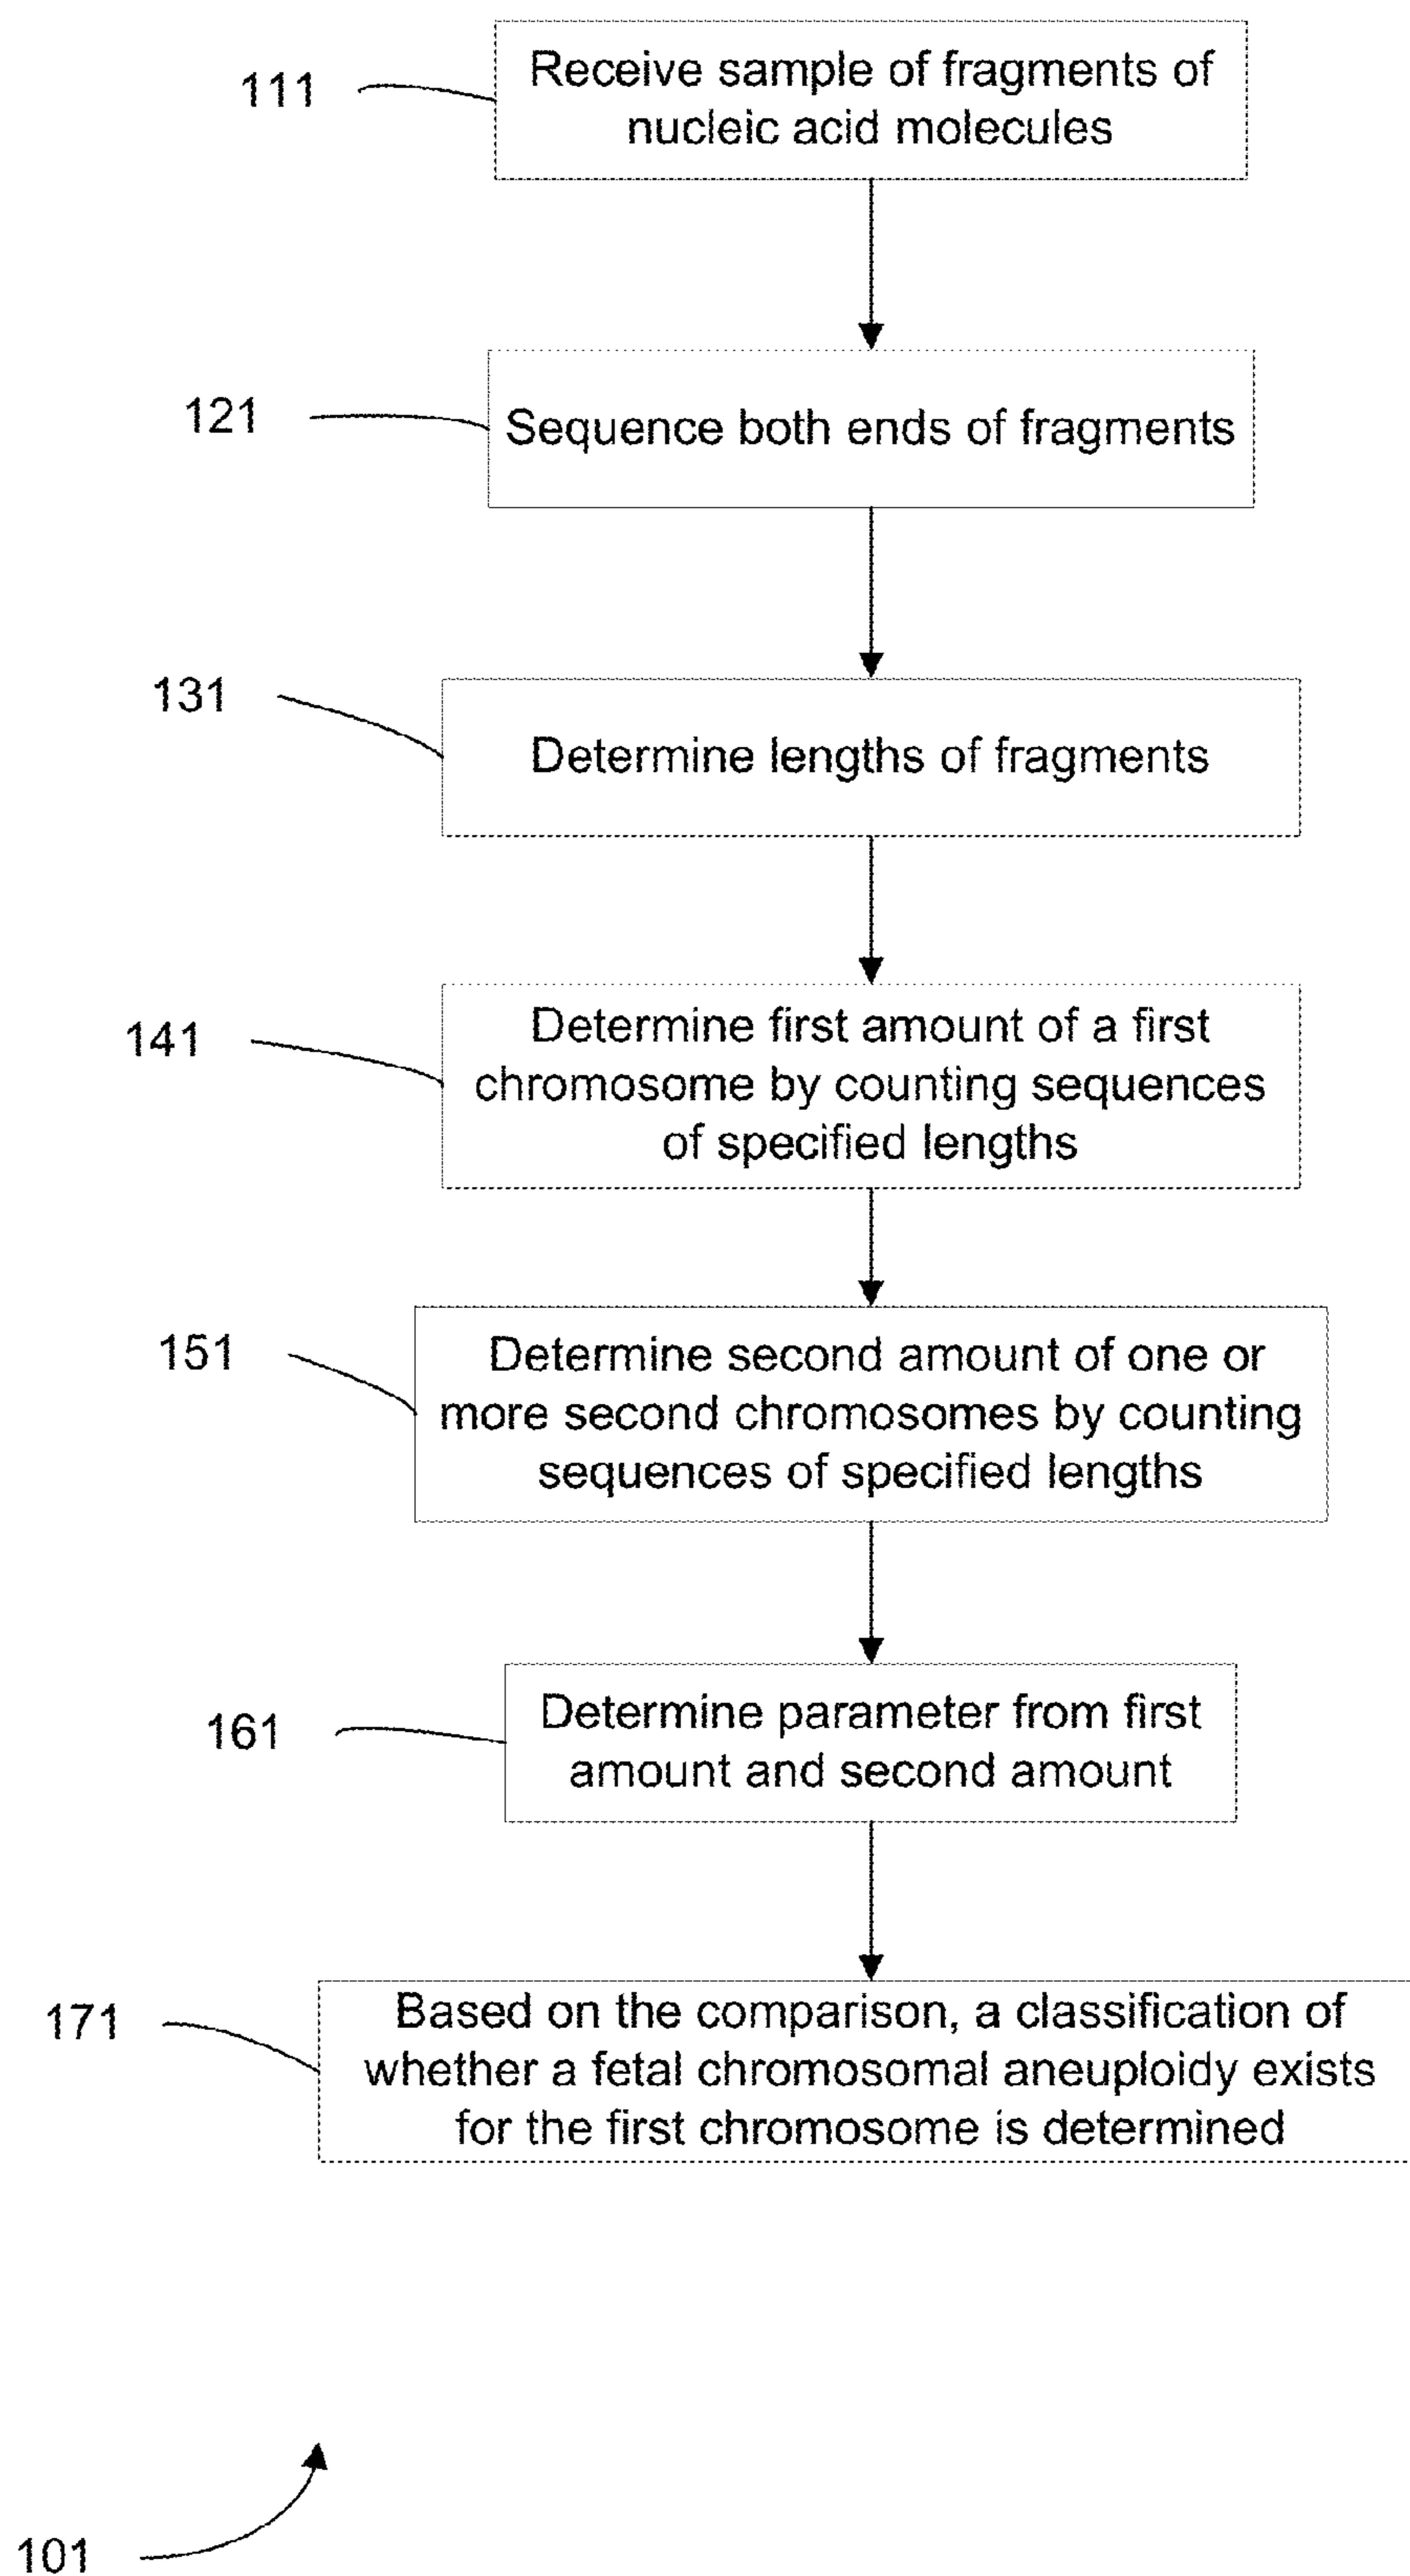 111
Receive sample of fragments of
nucleic acid molecules
121
Sequence both ends of fragments
131
Determine lengths of fragments
141
Determine first amount of a first
chromosome by counting sequences
of specified lengths
151
Determine second amount of one or
more second chromosomes by counting
sequences of specified lengths
161
Determine parameter from first
amount and second amount
171
Based on the comparison, a classification of
whether a fetal chromosomal aneuploidy exists
for the first chromosome is determined
101